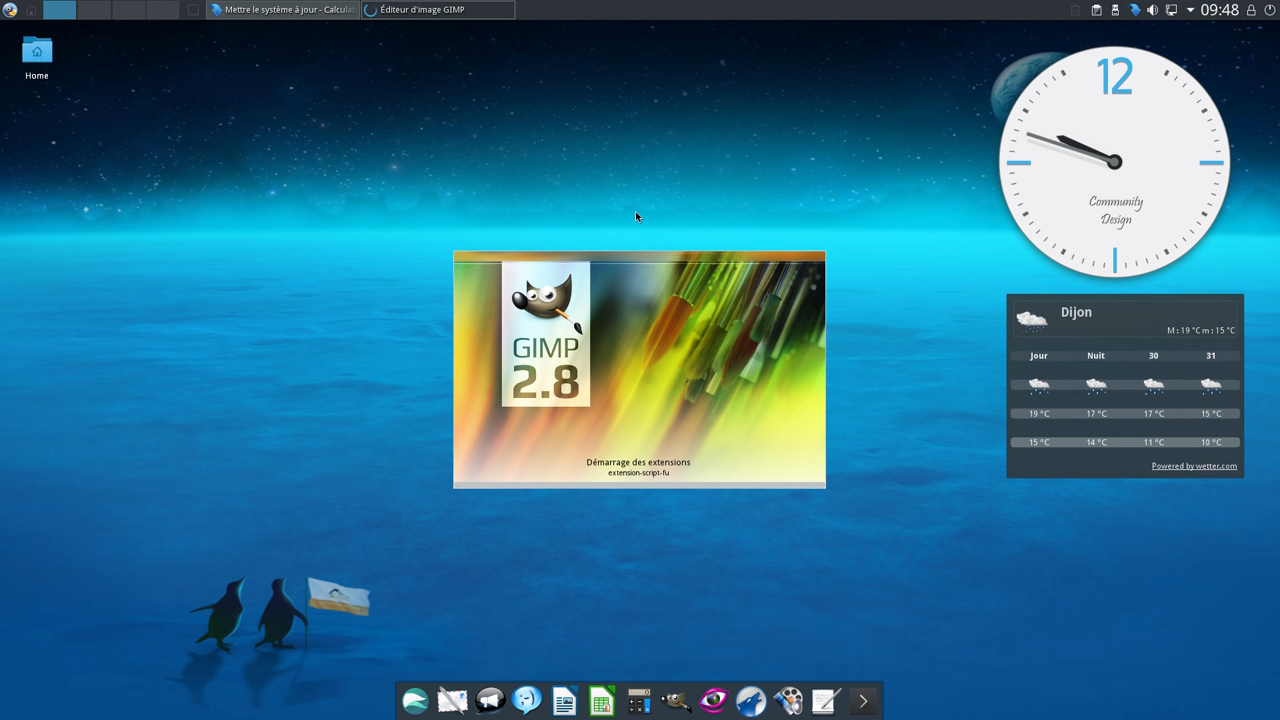 Mettre le système à jour - Calcula
Éditeur d'image GIMP
09:48
Home
12
Community
Design
GIMP
2.8
Démarrage des extensions
extension-script-fu
Dijon
M : 19 °C m : 15 °C
Jour Nuit 30 31
19 °C 17 °C 17 °C 15 °C
15 °C 14 °C 11 °C 10 °C
Powered by wetter.com